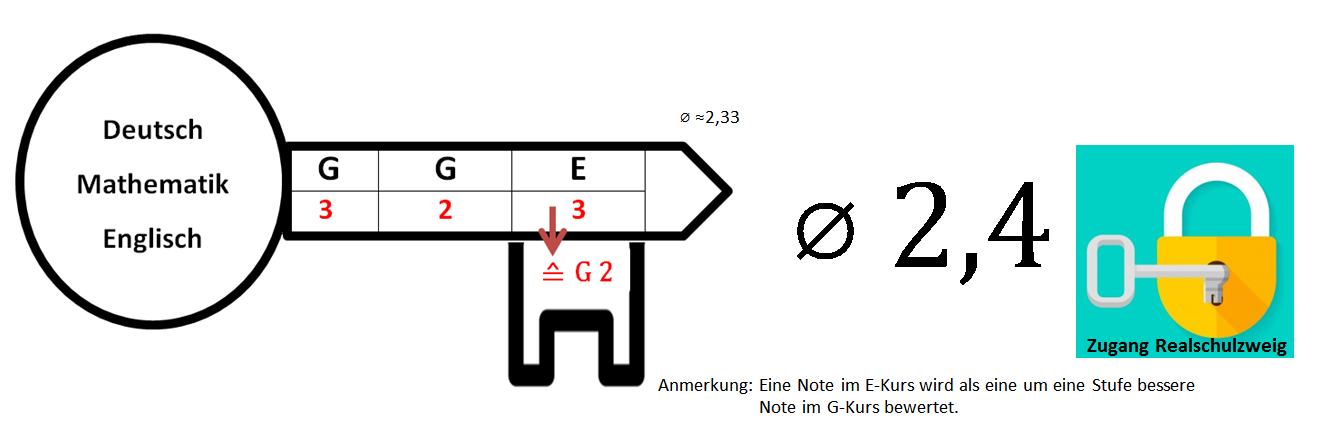 Deutsch
Mathematik
Englisch
G G E
3 2 3
≙ G 2
∅ ≈2,33
∅ 2,4
Zugang Realschulzweig
Anmerkung: Eine Note im E-Kurs wird als eine um eine Stufe bessere
Note im G-Kurs bewertet.